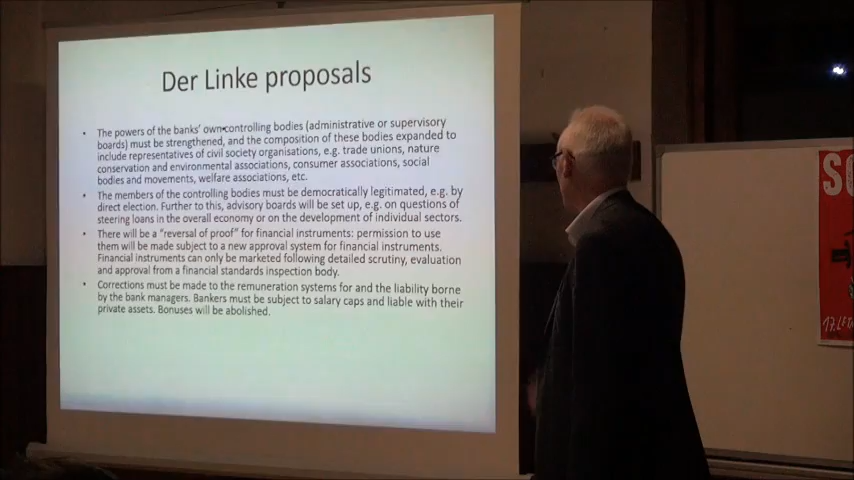 Der Linke proposals
• The powers of the banks' own controlling bodies (administrative or supervisory
boards) must be strengthened, and the composition of these bodies expanded to
include representatives of civil society organisations, e.g. trade unions, nature
conservation and environmental associations, consumer associations, social
bodies and movements, welfare associations, etc.
• The members of the controlling bodies must be democratically legitimated, e.g. by
direct election. Further to this, advisory boards will be set up, e.g. on questions of
steering loans in the overall economy or on the development of individual sectors.
• There will be a "reversal of proof" for financial instruments: permission to use
them will be made subject to a new approval system for financial instruments.
Financial instruments can only be marketed following detailed scrutiny, evaluation
and approval from a financial standards inspection body.
• Corrections must be made to the remuneration systems for and the liability borne
by the bank managers. Bankers must be subject to salary caps and liable with their
private assets. Bonuses will be abolished.